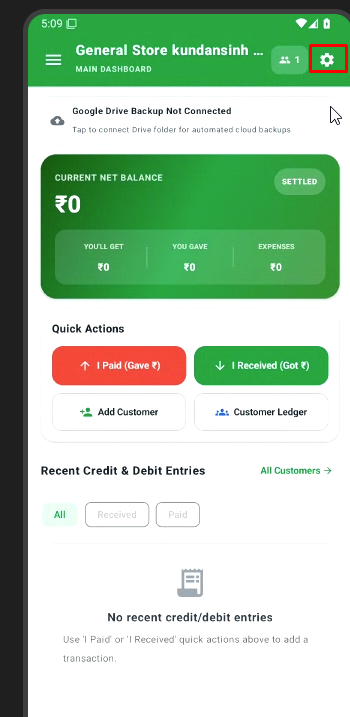 5:09
General Store kundansinh ...
1
MAIN DASHBOARD
Google Drive Backup Not Connected
Tap to connect Drive folder for automated cloud backups
CURRENT NET BALANCE
SETTLED
₹0
YOU'LL GET
YOU GAVE
EXPENSES
₹0
₹0
₹0
Quick Actions
I Paid (Gave ₹)
I Received (Got ₹)
Add Customer
Customer Ledger
Recent Credit & Debit Entries
All Customers →
All
Received
Paid
No recent credit/debit entries
Use 'I Paid' or 'I Received' quick actions above to add a
transaction.